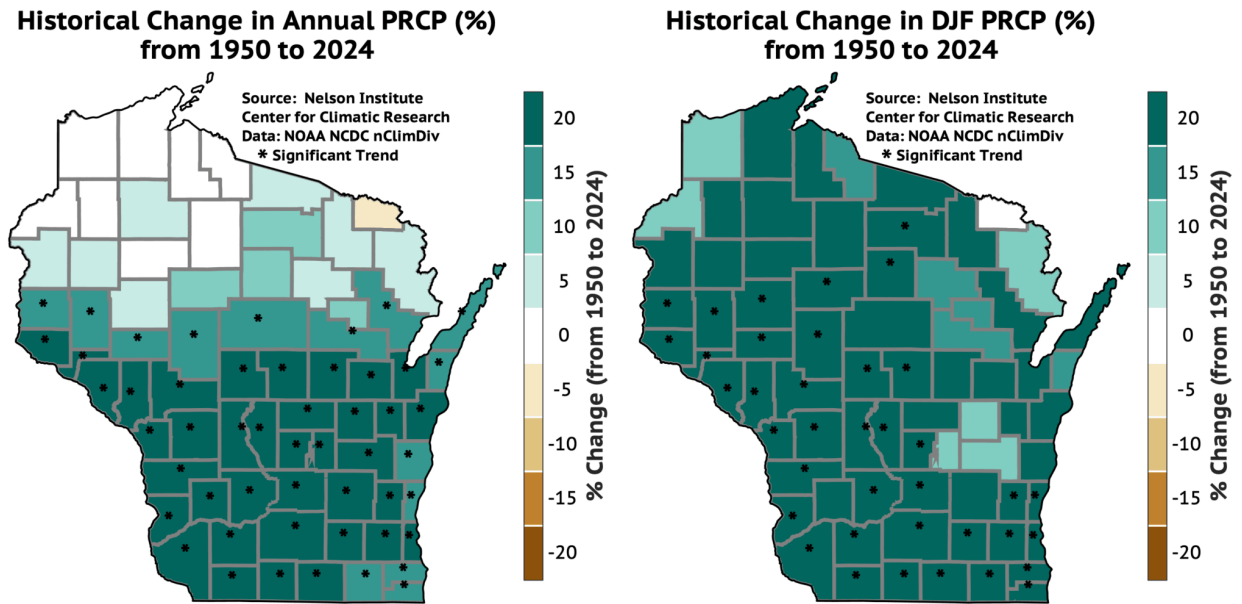 Historical Change in Annual PRCP (%)
from 1950 to 2024
Source: Nelson Institute
Center for Climatic Research
Data: NOAA NCDC nClimDiv
* Significant Trend
20
15
10
5
0
-5
-10
-15
-20
% Change (from 1950 to 2024)
Historical Change in DJF PRCP (%)
from 1950 to 2024
Source: Nelson Institute
Center for Climatic Research
Data: NOAA NCDC nClimDiv
* Significant Trend
20
15
10
5
0
-5
-10
-15
-20
% Change (from 1950 to 2024)